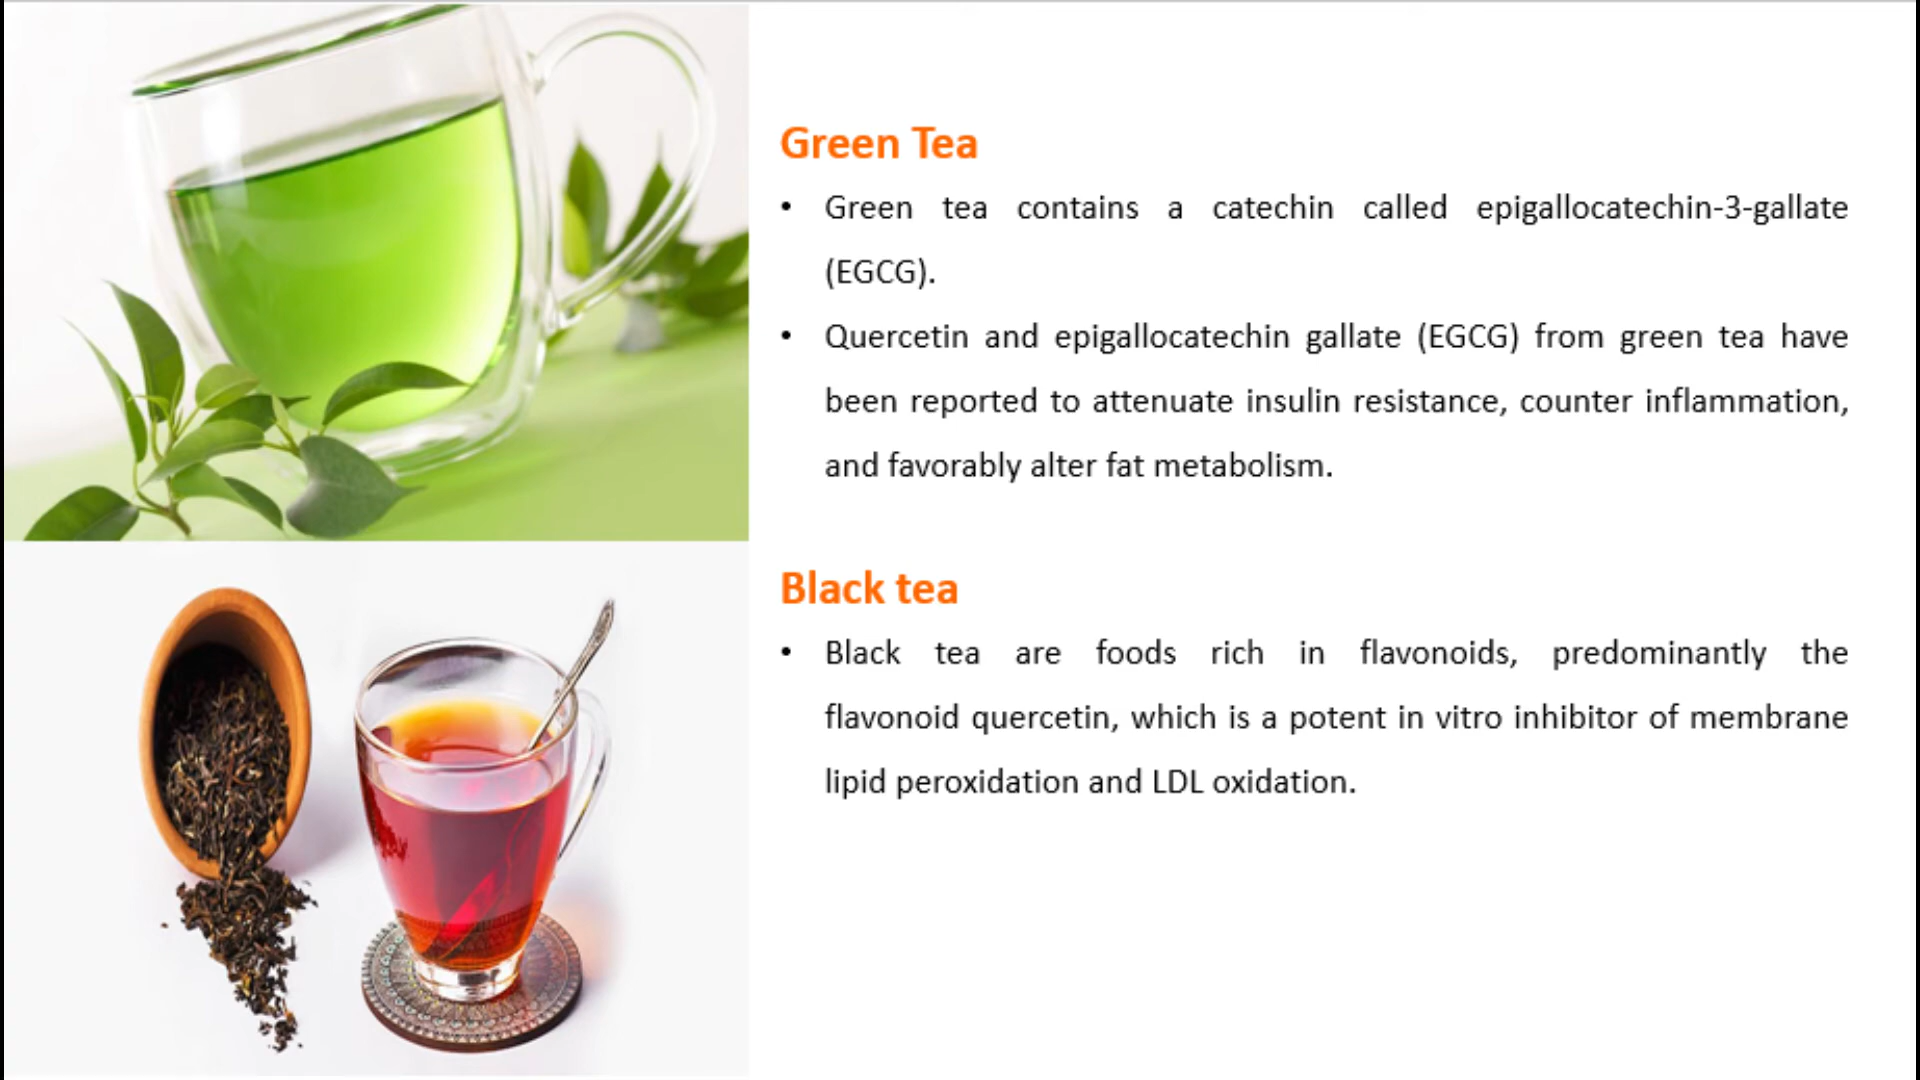 Green Tea
• Green tea contains a catechin called epigallocatechin-3-gallate
(EGCG).
• Quercetin and epigallocatechin gallate (EGCG) from green tea have
been reported to attenuate insulin resistance, counter inflammation,
and favorably alter fat metabolism.
Black tea
• Black tea are foods rich in flavonoids, predominantly the
flavonoid quercetin, which is a potent in vitro inhibitor of membrane
lipid peroxidation and LDL oxidation.